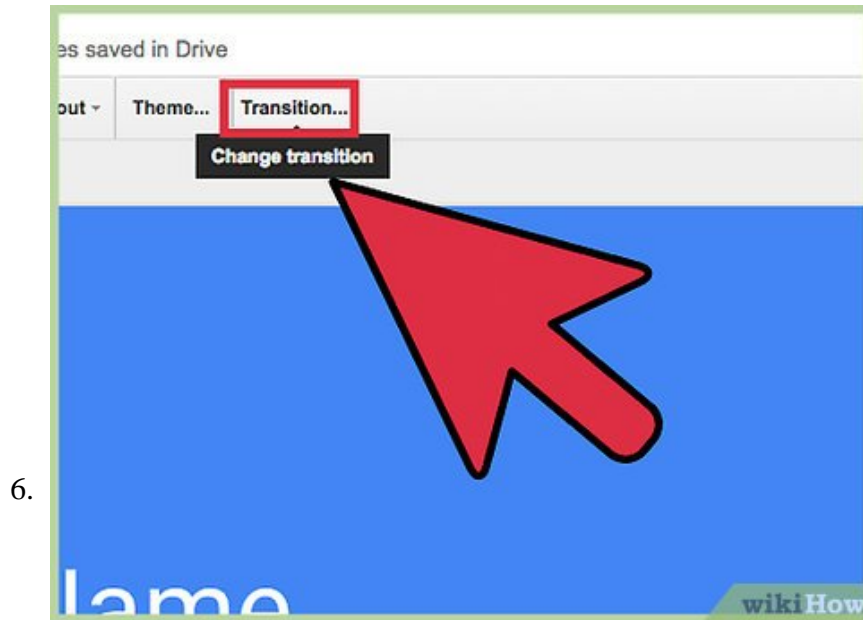 es saved in Drive
out Theme... Transition...
Change transition
6.
lame
wikiHow